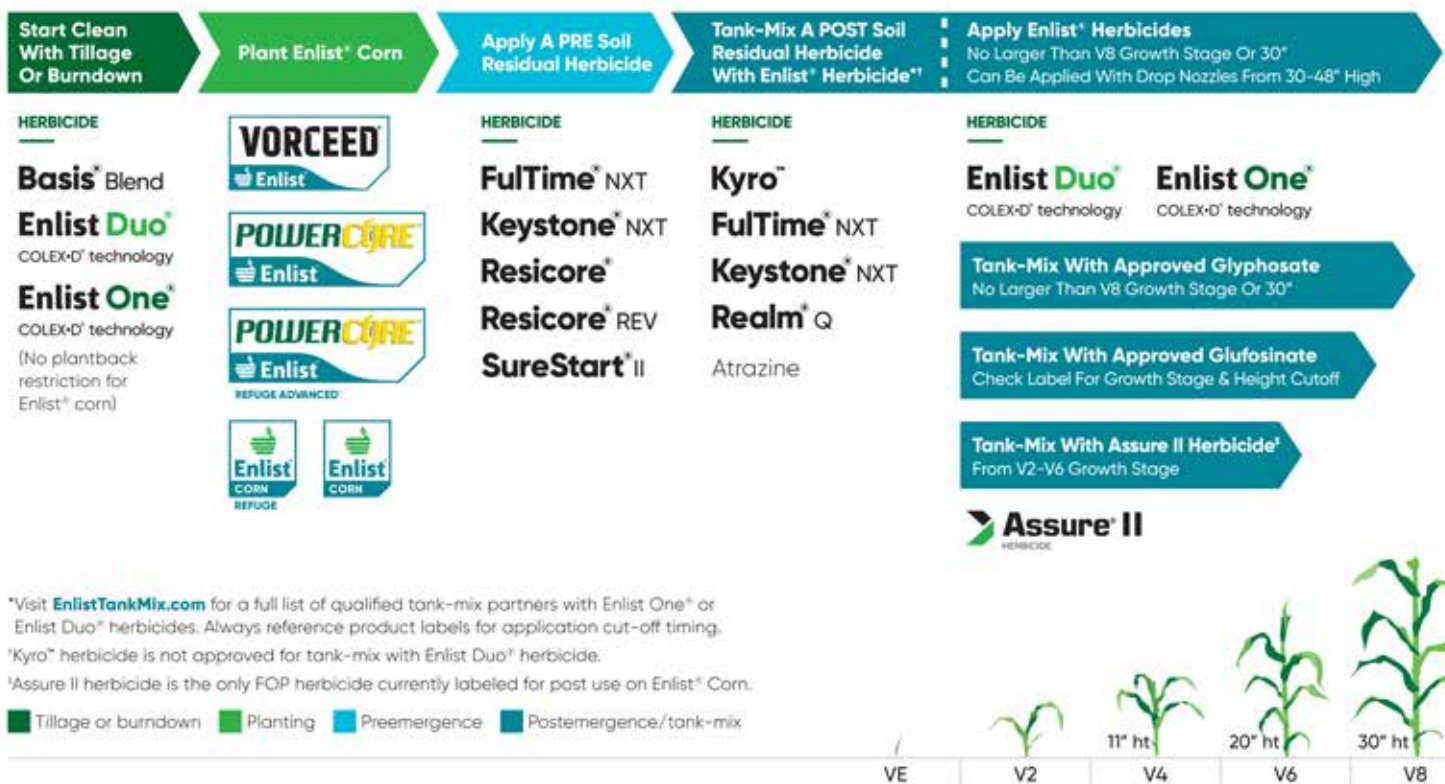 Start Clean
With Tillage
Or Burndown
Plant Enlist® Corn
Apply A PRE Soil
Residual Herbicide
Tank-Mix A POST Soil
Residual Herbicide
With Enlist® Herbicide*†
Apply Enlist® Herbicides
No Larger Than V8 Growth Stage Or 30"
Can Be Applied With Drop Nozzles From 30-48" High
HERBICIDE
Basis® Blend
Enlist Duo®
COLEX•D® technology
Enlist One®
COLEX•D® technology
(No plantback
restriction for
Enlist® corn)
VORCEED™
Enlist®
POWERCORE™
Enlist®
POWERCORE™
Enlist®
REFUGE ADVANCED®
Enlist®
CORN
REFUGE
Enlist®
CORN
HERBICIDE
FulTime® NXT
Keystone® NXT
Resicore®
Resicore® REV
SureStart® II
HERBICIDE
Kyro™
FulTime® NXT
Keystone® NXT
Realm® Q
Atrazine
HERBICIDE
Enlist Duo®
COLEX•D® technology
Enlist One®
COLEX•D® technology
Tank-Mix With Approved Glyphosate
No Larger Than V8 Growth Stage Or 30"
Tank-Mix With Approved Glufosinate
Check Label For Growth Stage & Height Cutoff
Tank-Mix With Assure II Herbicide‡
From V2-V6 Growth Stage
Assure® II
HERBICIDE
*Visit EnlistTankMix.com for a full list of qualified tank-mix partners with Enlist One® or
Enlist Duo® herbicides. Always reference product labels for application cut-off timing.
†Kyro™ herbicide is not approved for tank-mix with Enlist Duo® herbicide.
‡Assure II herbicide is the only FOP herbicide currently labeled for post use on Enlist® Corn.
Tillage or burndown
Planting
Preemergence
Postemergence/tank-mix
11" ht
20" ht
30" ht
VE
V2
V4
V6
V8